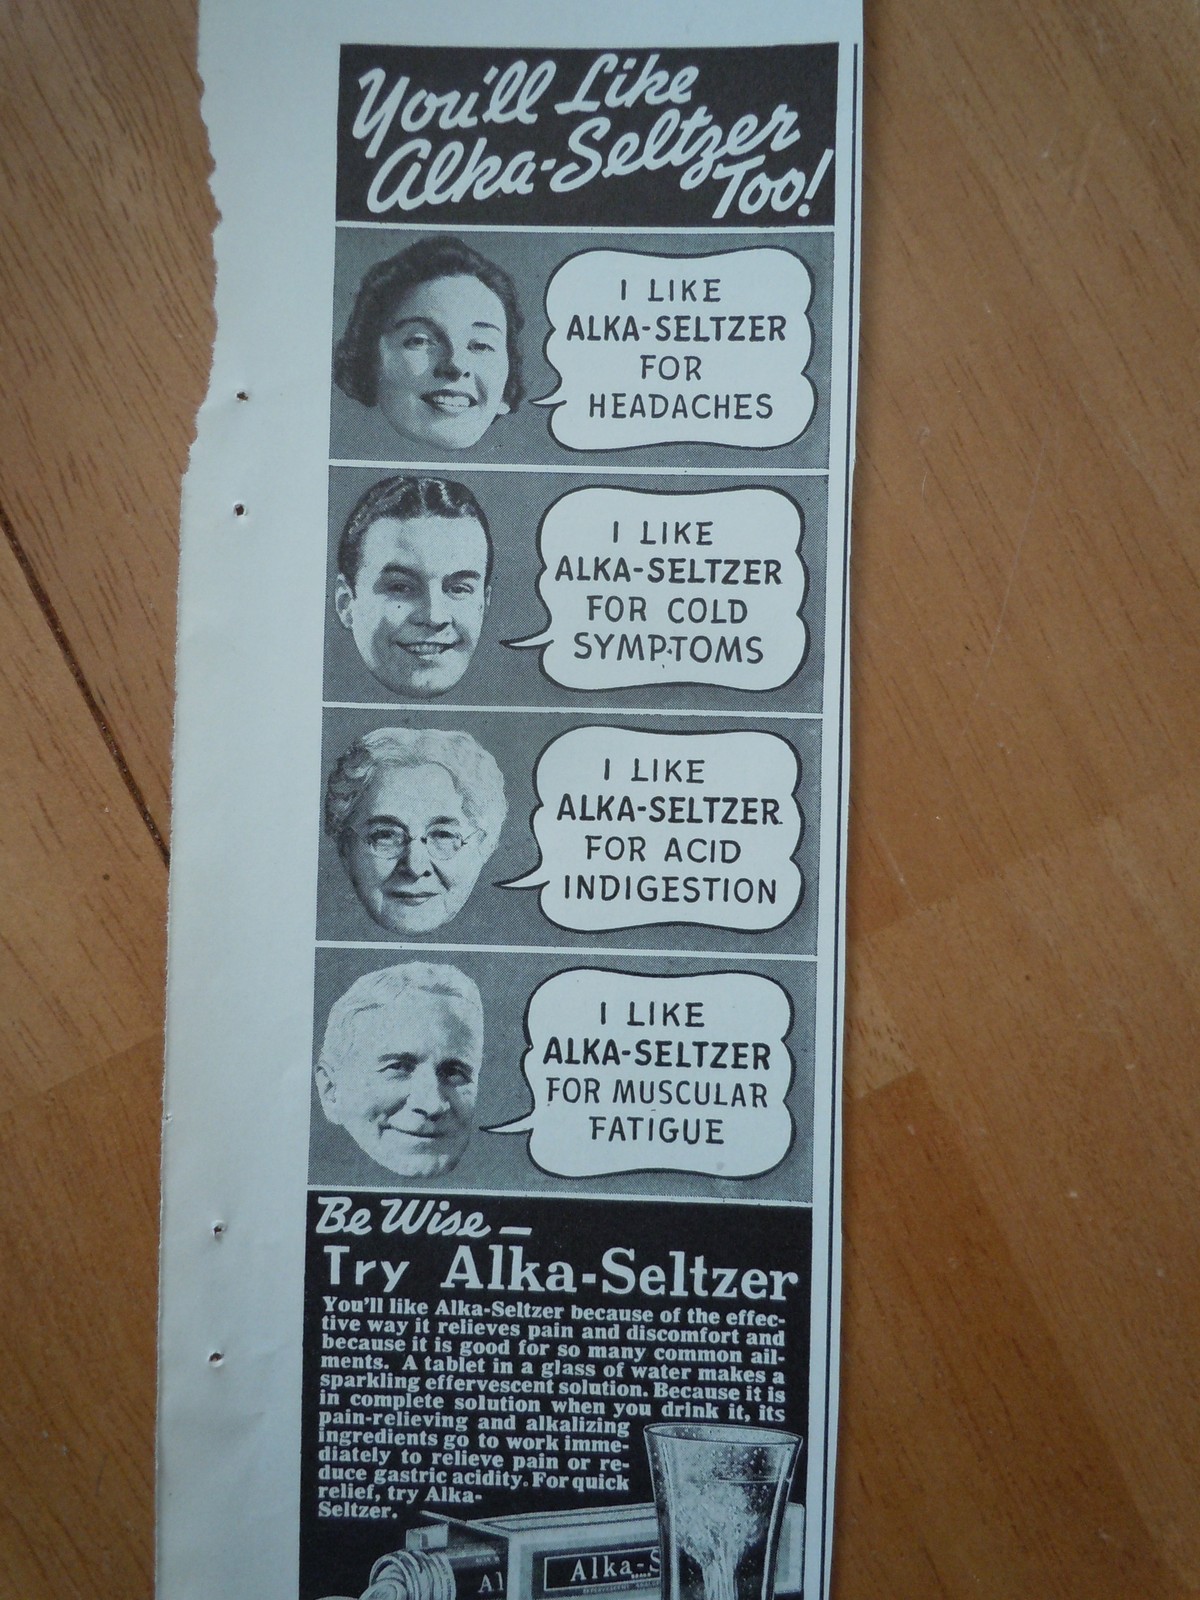 You'll Like
Alka-Seltzer
Too!
I LIKE
ALKA-SELTZER
FOR
HEADACHES
I LIKE
ALKA-SELTZER
FOR COLD
SYMPTOMS
I LIKE
ALKA-SELTZER
FOR ACID
INDIGESTION
I LIKE
ALKA-SELTZER
FOR MUSCULAR
FATIGUE
Be Wise—
Try Alka-Seltzer
You'll like Alka-Seltzer because of the effec-
tive way it relieves pain and discomfort and
because it is good for so many common ail-
ments. A tablet in a glass of water makes a
sparkling effervescent solution. Because it is
in complete solution when you drink it, its
pain-relieving and alkalizing
ingredients go to work imme-
diately to relieve pain or re-
duce gastric acidity. For quick
relief, try Alka-
Seltzer.
Alka-S
Al